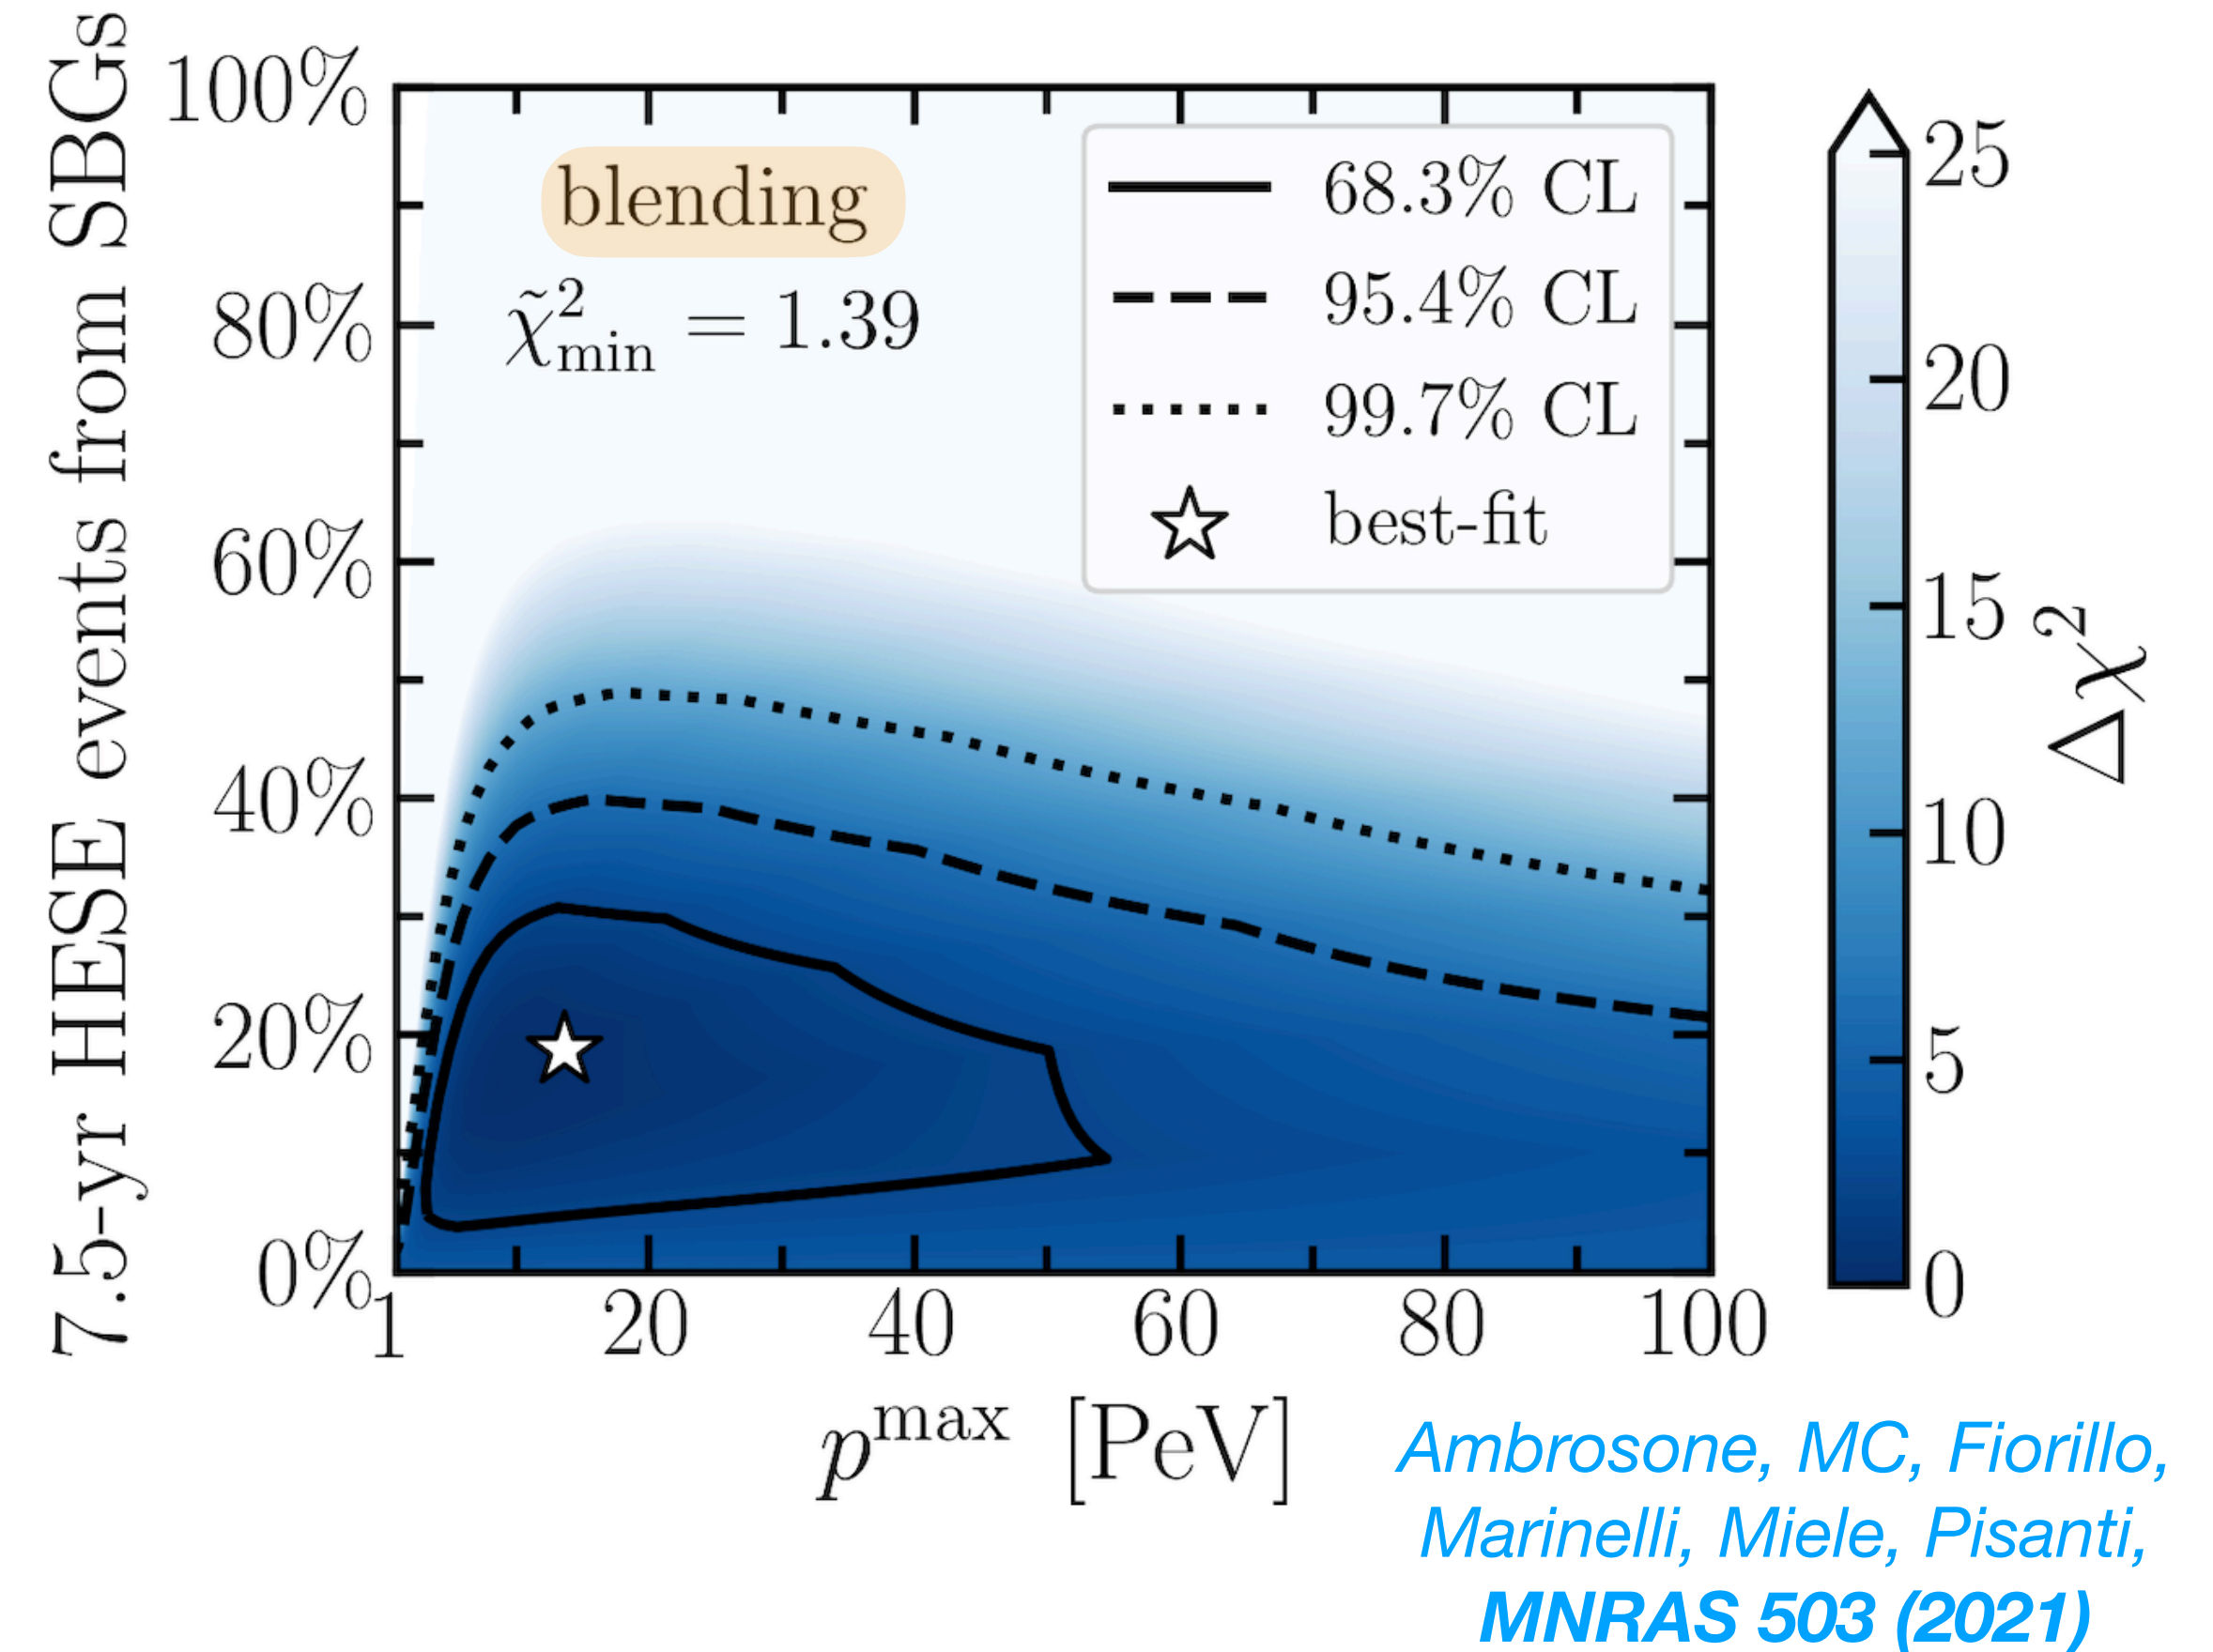 7.5-yr HESE events from SBGs
100%
80%
60%
40%
20%
0%
blending
χ̃²min = 1.39
68.3% CL
95.4% CL
99.7% CL
best-fit
1 20 40 60 80 100
pᵐᵃˣ [PeV]
25
20
15
10
5
0
Δχ²
Ambrosone, MC, Fiorillo,
Marinelli, Miele, Pisanti,
MNRAS 503 (2021)